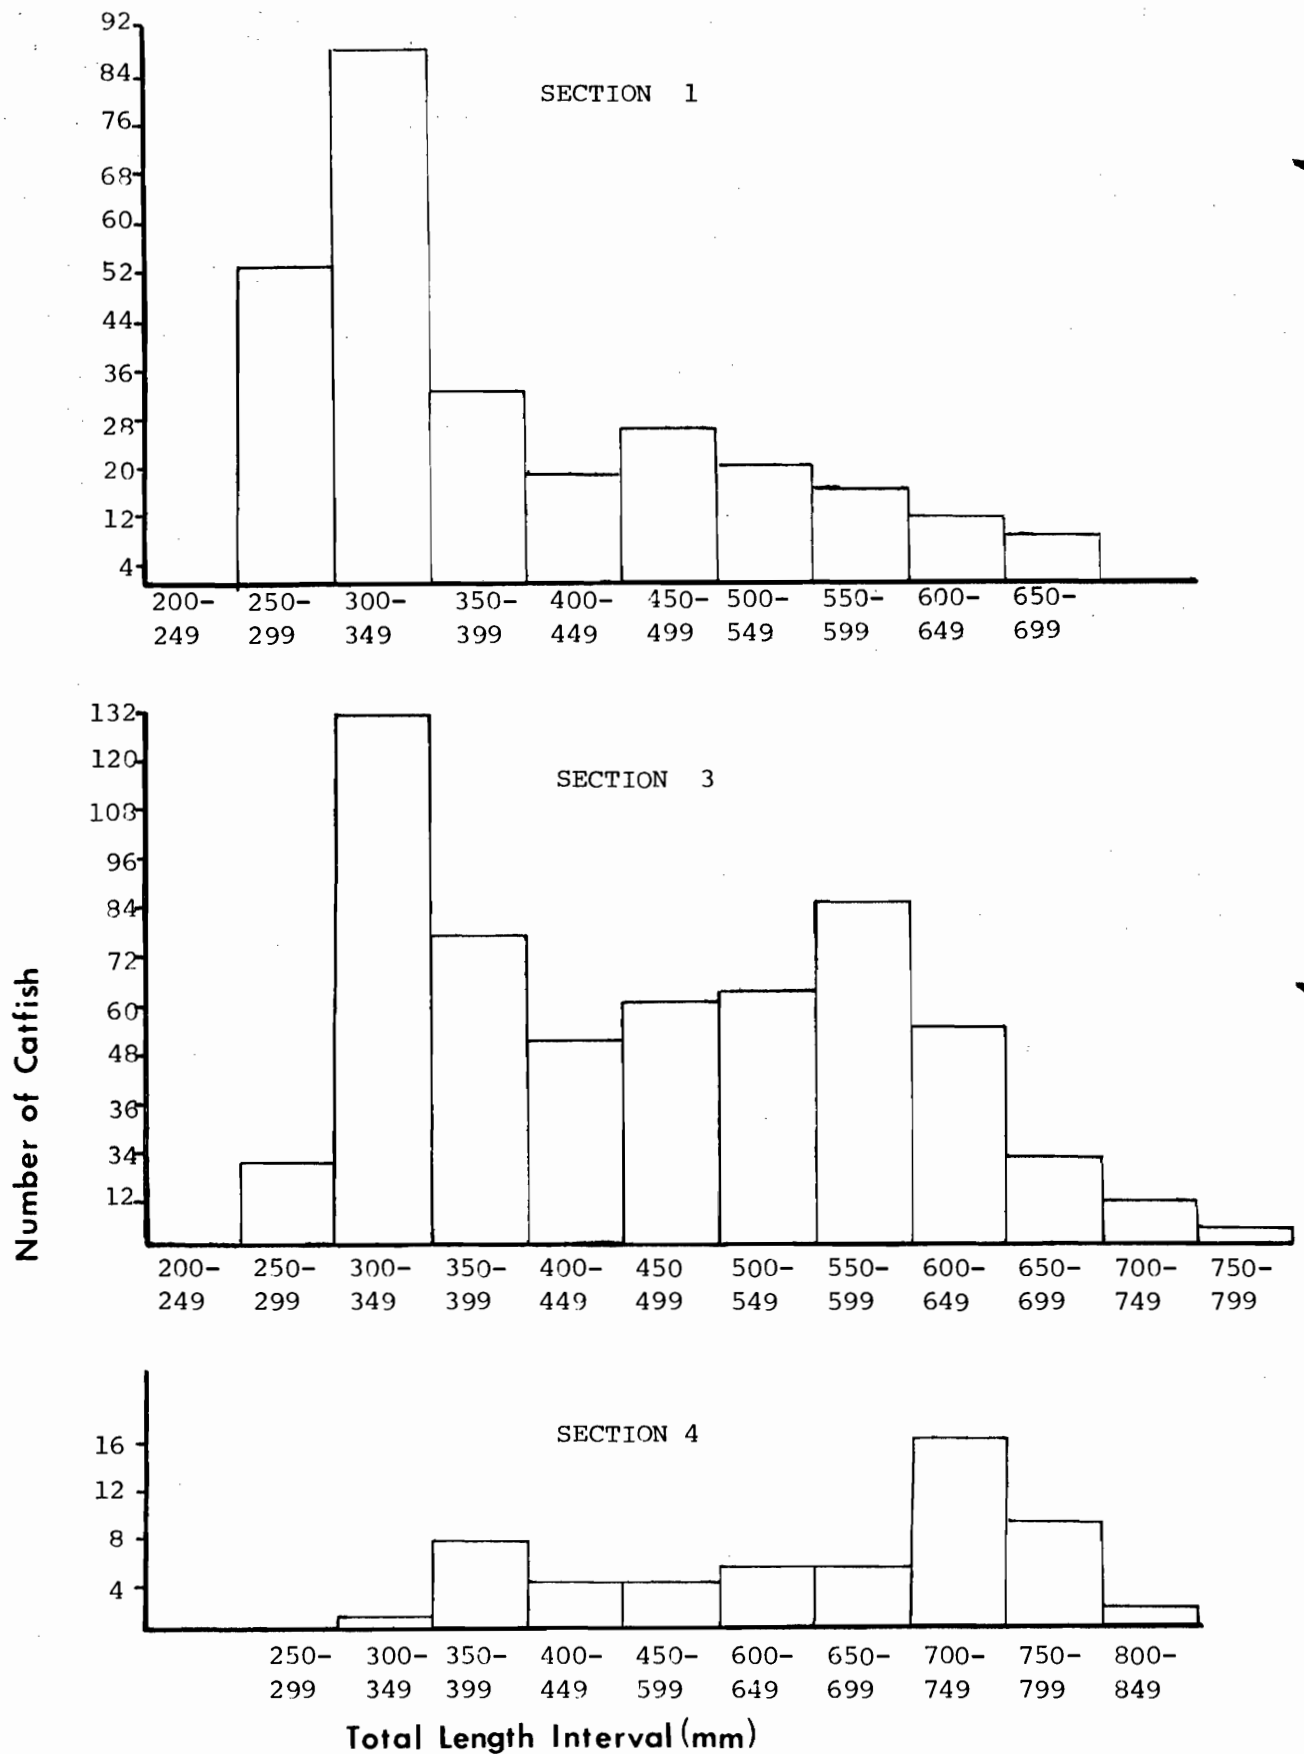 92
84
SECTION 1
76
68
60
52
44
36
28
20
12
4
200- 250- 300- 350- 400- 450- 500- 550- 600- 650-
249 299 349 399 449 499 549 599 649 699
132
120
SECTION 3
108
96
84
72
60
48
36
34
12
Number of Catfish
200- 250- 300- 350- 400- 450 500- 550- 600- 650- 700- 750-
249 299 349 399 449 499 549 599 649 699 749 799
SECTION 4
16
12
8
4
250- 300- 350- 400- 450- 600- 650- 700- 750- 800-
299 349 399 449 599 649 699 749 799 849
Total Length Interval (mm)